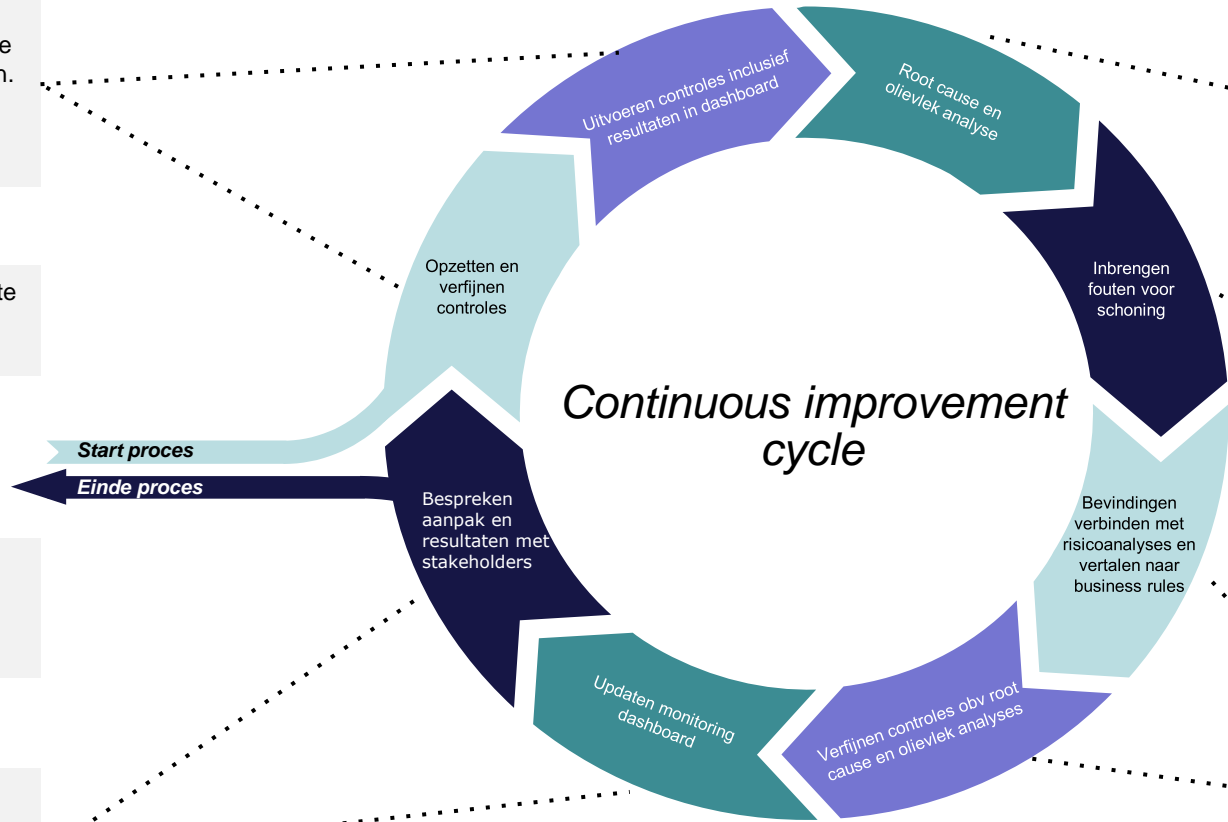 e
n.
te
Uitvoeren controles inclusief
resultaten in dashboard
Root cause en
olievlek analyse
Inbrengen
fouten voor
schoning
Bevindingen
verbinden met
risicoanalyses en
vertalen naar
business rules
Verfijnen controles obv root
cause en olievlek analyses
Updaten monitoring
dashboard
Bespreken
aanpak en
resultaten met
stakeholders
Opzetten en
verfijnen
controles
Start proces
Einde proces
Continuous improvement
cycle